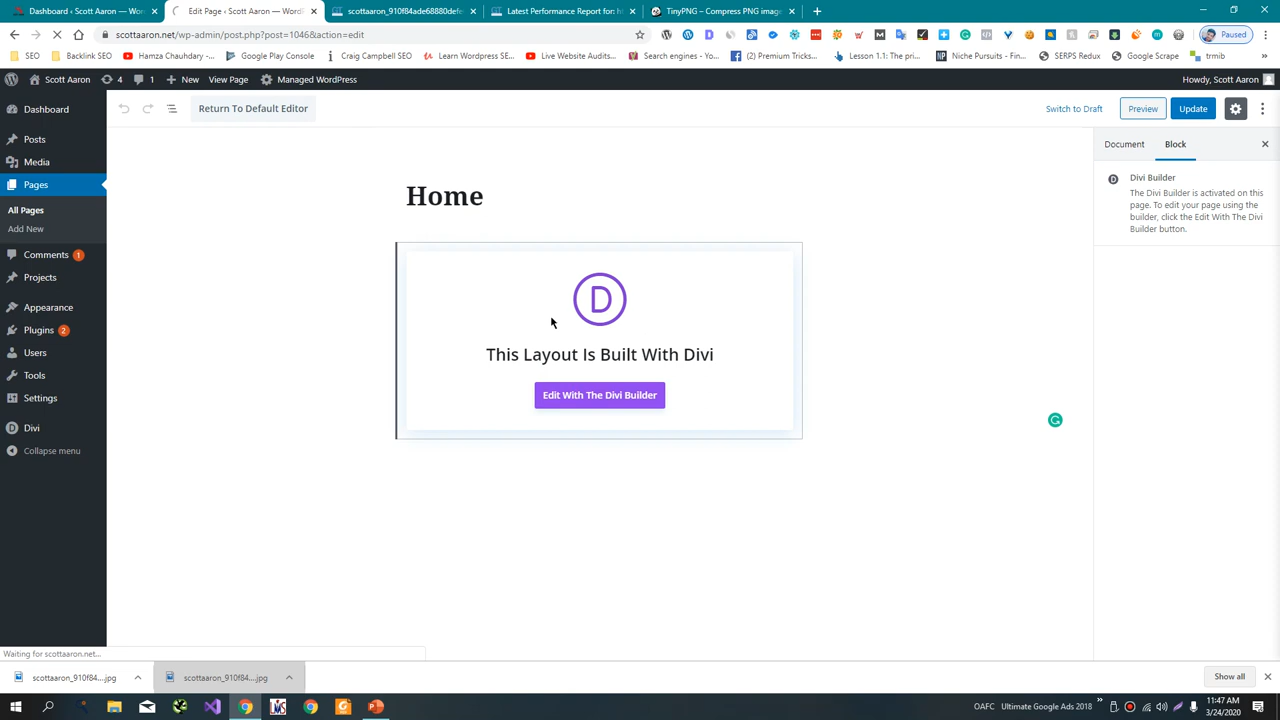 Dashboard ‹ Scott Aaron — Wor
Edit Page ‹ Scott Aaron — WordPr
scottaaron_910f84ade68880defe
Latest Performance Report for: h
TinyPNG – Compress PNG image
scottaaron.net/wp-admin/post.php?post=1046&action=edit
Paused
SEO
Backlink SEO
Hamza Chauhdary -
Google Play Console
Craig Campbell SEO
Learn Wordpress SE...
Live Website Audits...
Search engines - Yo...
(2) Premium Tricks...
Lesson 1.1: The pri...
Niche Pursuits - Fin...
SERPS Redux
Google Scrape
trmib
Scott Aaron
4
1
New
View Page
Managed WordPress
Howdy, Scott Aaron
Dashboard
Posts
Media
Pages
All Pages
Add New
Comments 1
Projects
Appearance
Plugins 2
Users
Tools
Settings
Divi
Collapse menu
Return To Default Editor
Switch to Draft
Preview
Update
Home
D
This Layout Is Built With Divi
Edit With The Divi Builder
Document
Block
Divi Builder
The Divi Builder is activated on this
page. To edit your page using the
builder, click the Edit With The Divi
Builder button.
Waiting for scottaaron.net...
scottaaron_910f84....jpg
scottaaron_910f84....jpg
Show all
OAFC
Ultimate Google Ads 2018
11:47 AM
3/24/2020